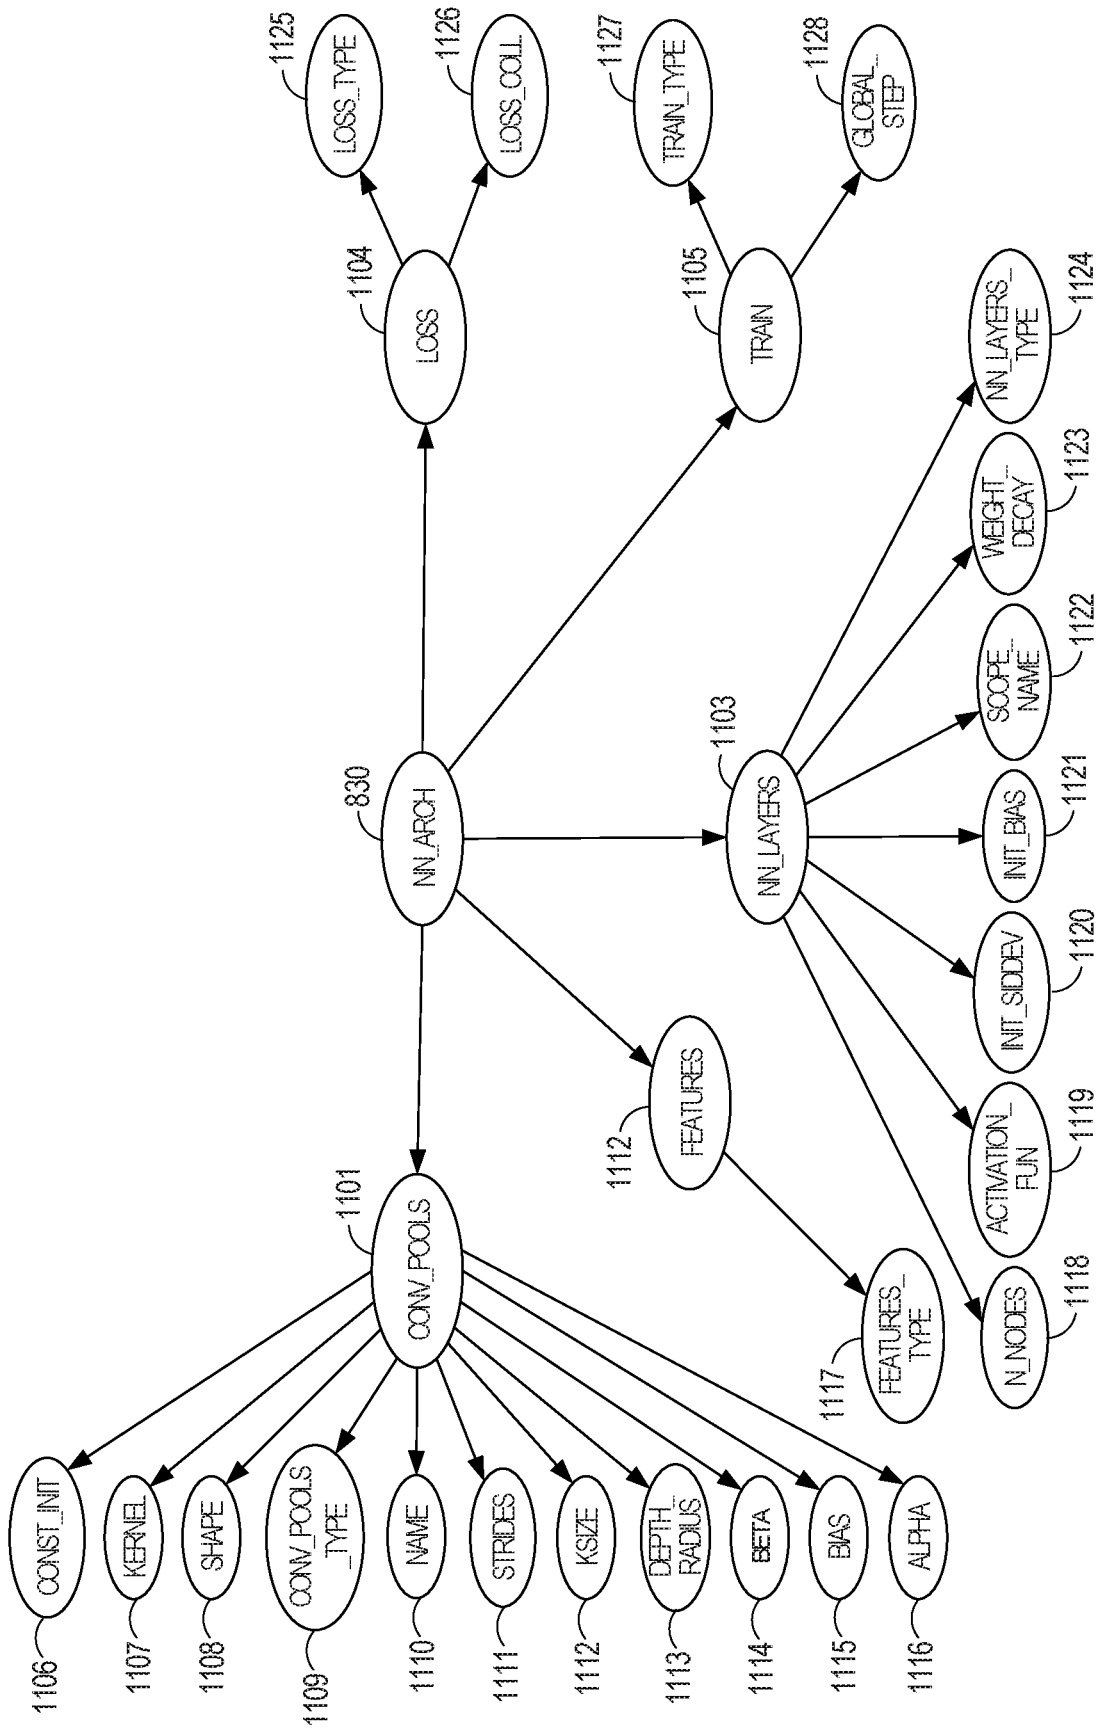 1106 CONST_INIT
1107 KERNEL
1108 SHAPE
1109 CONV_POOLS
_TYPE
1110 NAME
1111 STRIDES
1112 KSIZE
1113 DEPTH_
RADIUS
1114 BETA
1115 BIAS
1116 ALPHA
1101
CONV_POOLS
830
NN_ARCH
1104
LOSS
1125
LOSS_TYPE
1126
LOSS_COLL
1112
FEATURES
1117
FEATURES_
TYPE
1103
NN_LAYERS
1105
TRAIN
1127
TRAIN_TYPE
1128
GLOBAL_
STEP
N_NODES
1118
ACTIVATION_
FUN
1119
INIT_SIDDEV
1120
INIT_BIAS
1121
SCOPE_
NAME
1122
WEIGHT_
DECAY
1123
NN_LAYERS_
TYPE
1124